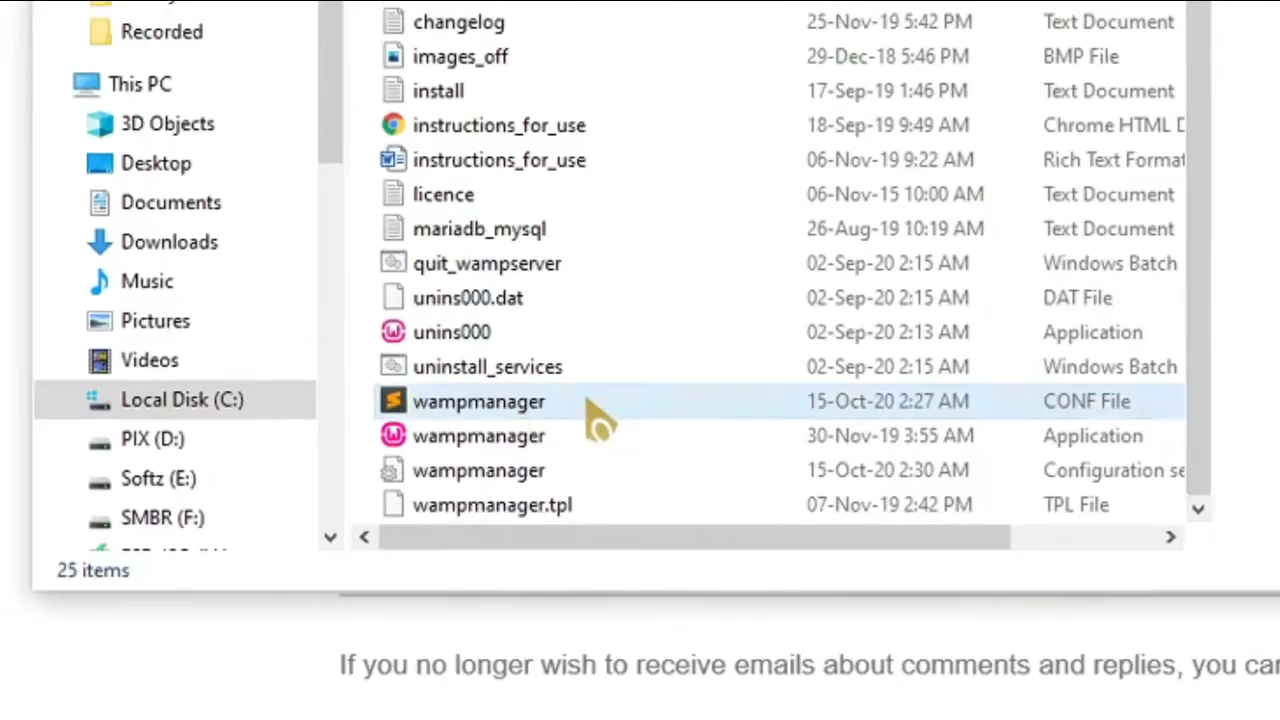 Recorded
This PC
3D Objects
Desktop
Documents
Downloads
Music
Pictures
Videos
Local Disk (C:)
PIX (D:)
Softz (E:)
SMBR (F:)
25 items
changelog 25-Nov-19 5:42 PM Text Document
images_off 29-Dec-18 5:46 PM BMP File
install 17-Sep-19 1:46 PM Text Document
instructions_for_use 18-Sep-19 9:49 AM Chrome HTML D
instructions_for_use 06-Nov-19 9:22 AM Rich Text Format
licence 06-Nov-15 10:00 AM Text Document
mariadb_mysql 26-Aug-19 10:19 AM Text Document
quit_wampserver 02-Sep-20 2:15 AM Windows Batch
unins000.dat 02-Sep-20 2:15 AM DAT File
unins000 02-Sep-20 2:13 AM Application
uninstall_services 02-Sep-20 2:15 AM Windows Batch
wampmanager 15-Oct-20 2:27 AM CONF File
wampmanager 30-Nov-19 3:55 AM Application
wampmanager 15-Oct-20 2:30 AM Configuration se
wampmanager.tpl 07-Nov-19 2:42 PM TPL File
If you no longer wish to receive emails about comments and replies, you can